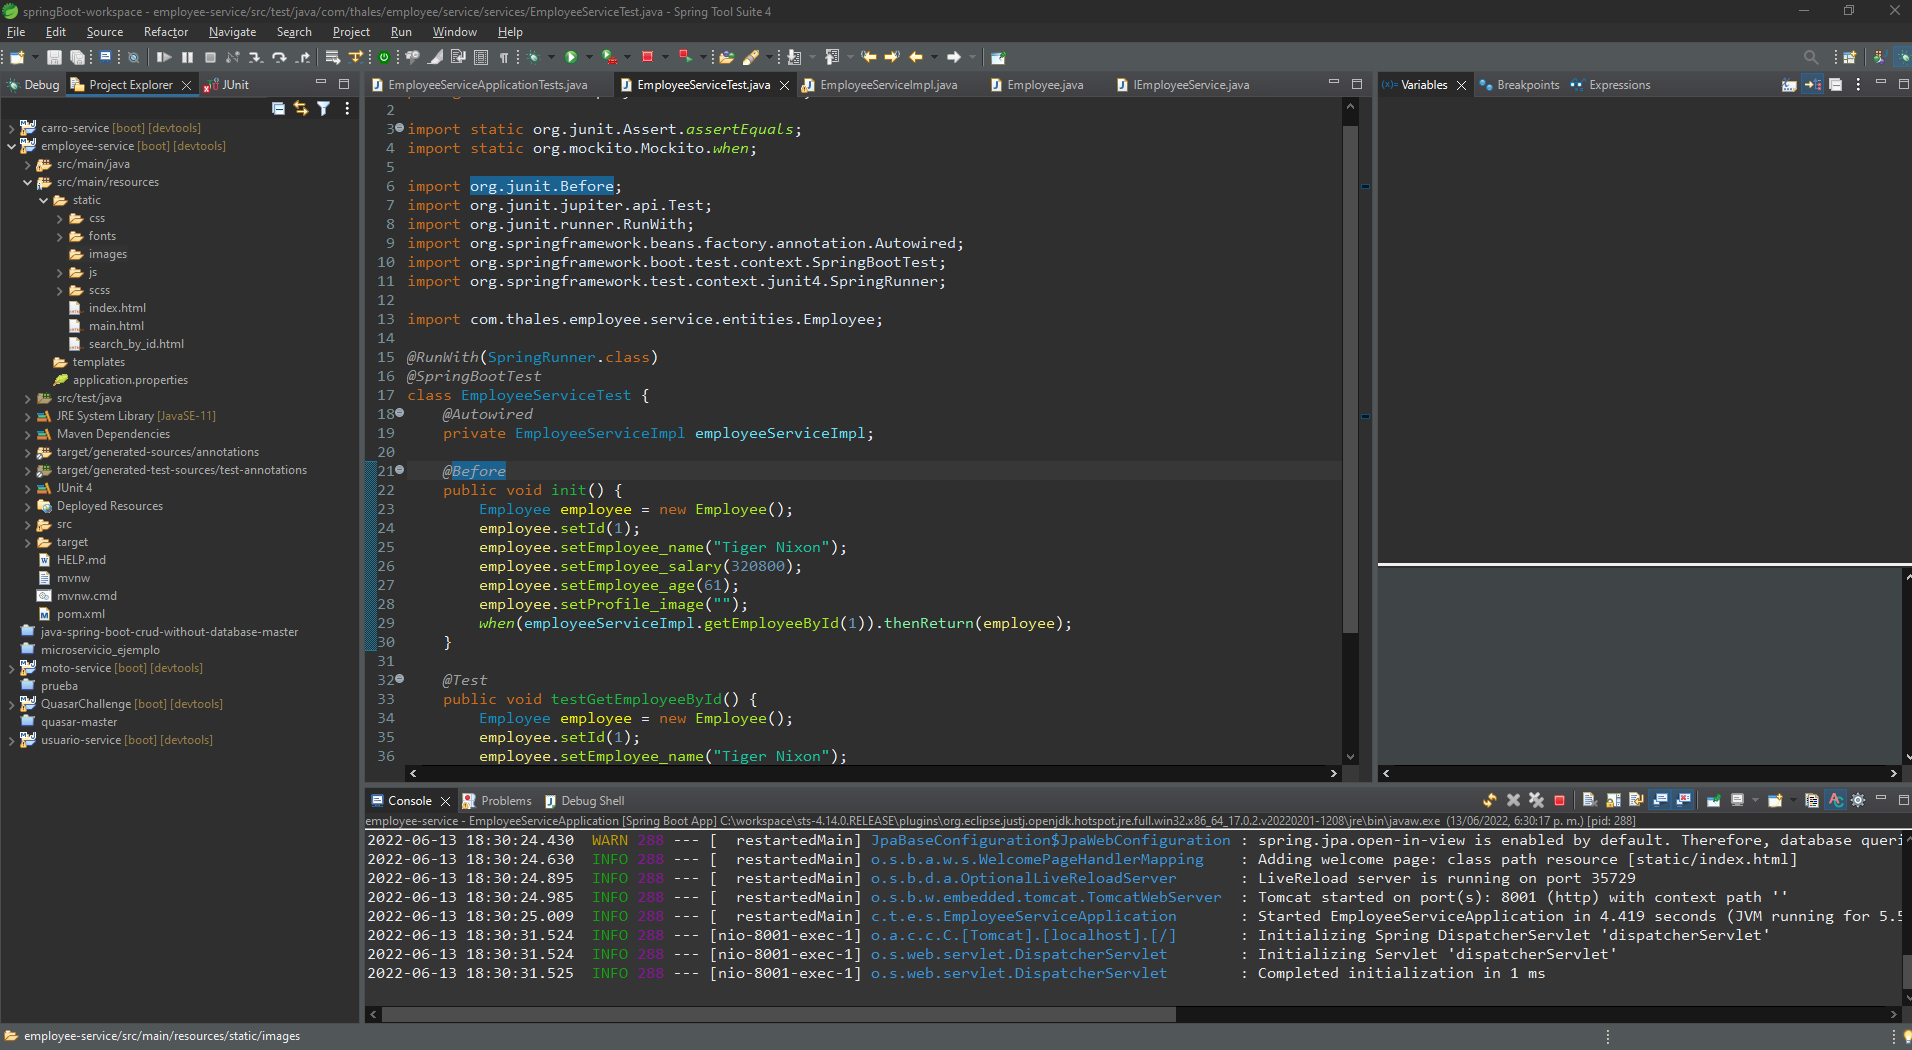 springBoot-workspace - employee-service/src/test/java/com/thales/employee/service/services/EmployeeServiceTest.java - Spring Tool Suite 4
File Edit Source Refactor Navigate Search Project Run Window Help
Debug Project Explorer JUnit
carro-service [boot] [devtools]
employee-service [boot] [devtools]
src/main/java
src/main/resources
static
css
fonts
images
js
scss
index.html
main.html
search_by_id.html
templates
application.properties
src/test/java
JRE System Library [JavaSE-11]
Maven Dependencies
target/generated-sources/annotations
target/generated-test-sources/test-annotations
JUnit 4
Deployed Resources
src
target
HELP.md
mvnw
mvnw.cmd
pom.xml
java-spring-boot-crud-without-database-master
microservicio_ejemplo
moto-service [boot] [devtools]
prueba
QuasarChallenge [boot] [devtools]
quasar-master
usuario-service [boot] [devtools]
EmployeeServiceApplicationTests.java EmployeeServiceTest.java EmployeeServiceImpl.java Employee.java IEmployeeService.java
2
3 import static org.junit.Assert.assertEquals;
4 import static org.mockito.Mockito.when;
5
6 import org.junit.Before;
7 import org.junit.jupiter.api.Test;
8 import org.junit.runner.RunWith;
9 import org.springframework.beans.factory.annotation.Autowired;
10 import org.springframework.boot.test.context.SpringBootTest;
11 import org.springframework.test.context.junit4.SpringRunner;
12
13 import com.thales.employee.service.entities.Employee;
14
15 @RunWith(SpringRunner.class)
16 @SpringBootTest
17 class EmployeeServiceTest {
18 @Autowired
19 private EmployeeServiceImpl employeeServiceImpl;
20
21 @Before
22 public void init() {
23 Employee employee = new Employee();
24 employee.setId(1);
25 employee.setEmployee_name("Tiger Nixon");
26 employee.setEmployee_salary(320800);
27 employee.setEmployee_age(61);
28 employee.setProfile_image("");
29 when(employeeServiceImpl.getEmployeeById(1)).thenReturn(employee);
30 }
31
32 @Test
33 public void testGetEmployeeById() {
34 Employee employee = new Employee();
35 employee.setId(1);
36 employee.setEmployee_name("Tiger Nixon");
(x)= Variables Breakpoints Expressions
Console Problems Debug Shell
employee-service - EmployeeServiceApplication [Spring Boot App] C:\workspace\sts-4.14.0.RELEASE\plugins\org.eclipse.justj.openjdk.hotspot.jre.full.win32.x86_64_17.0.2.v20220201-1208\jre\bin\javaw.exe (13/06/2022, 6:30:17 p. m.) [pid: 288]
2022-06-13 18:30:24.430 WARN 288 --- [ restartedMain] JpaBaseConfiguration$JpaWebConfiguration : spring.jpa.open-in-view is enabled by default. Therefore, database queri
2022-06-13 18:30:24.630 INFO 288 --- [ restartedMain] o.s.b.a.w.s.WelcomePageHandlerMapping : Adding welcome page: class path resource [static/index.html]
2022-06-13 18:30:24.895 INFO 288 --- [ restartedMain] o.s.b.d.a.OptionalLiveReloadServer : LiveReload server is running on port 35729
2022-06-13 18:30:24.985 INFO 288 --- [ restartedMain] o.s.b.w.embedded.tomcat.TomcatWebServer : Tomcat started on port(s): 8001 (http) with context path ''
2022-06-13 18:30:25.009 INFO 288 --- [ restartedMain] c.t.e.s.EmployeeServiceApplication : Started EmployeeServiceApplication in 4.419 seconds (JVM running for 5.5
2022-06-13 18:30:31.524 INFO 288 --- [nio-8001-exec-1] o.a.c.c.C.[Tomcat].[localhost].[/] : Initializing Spring DispatcherServlet 'dispatcherServlet'
2022-06-13 18:30:31.524 INFO 288 --- [nio-8001-exec-1] o.s.web.servlet.DispatcherServlet : Initializing Servlet 'dispatcherServlet'
2022-06-13 18:30:31.525 INFO 288 --- [nio-8001-exec-1] o.s.web.servlet.DispatcherServlet : Completed initialization in 1 ms
employee-service/src/main/resources/static/images